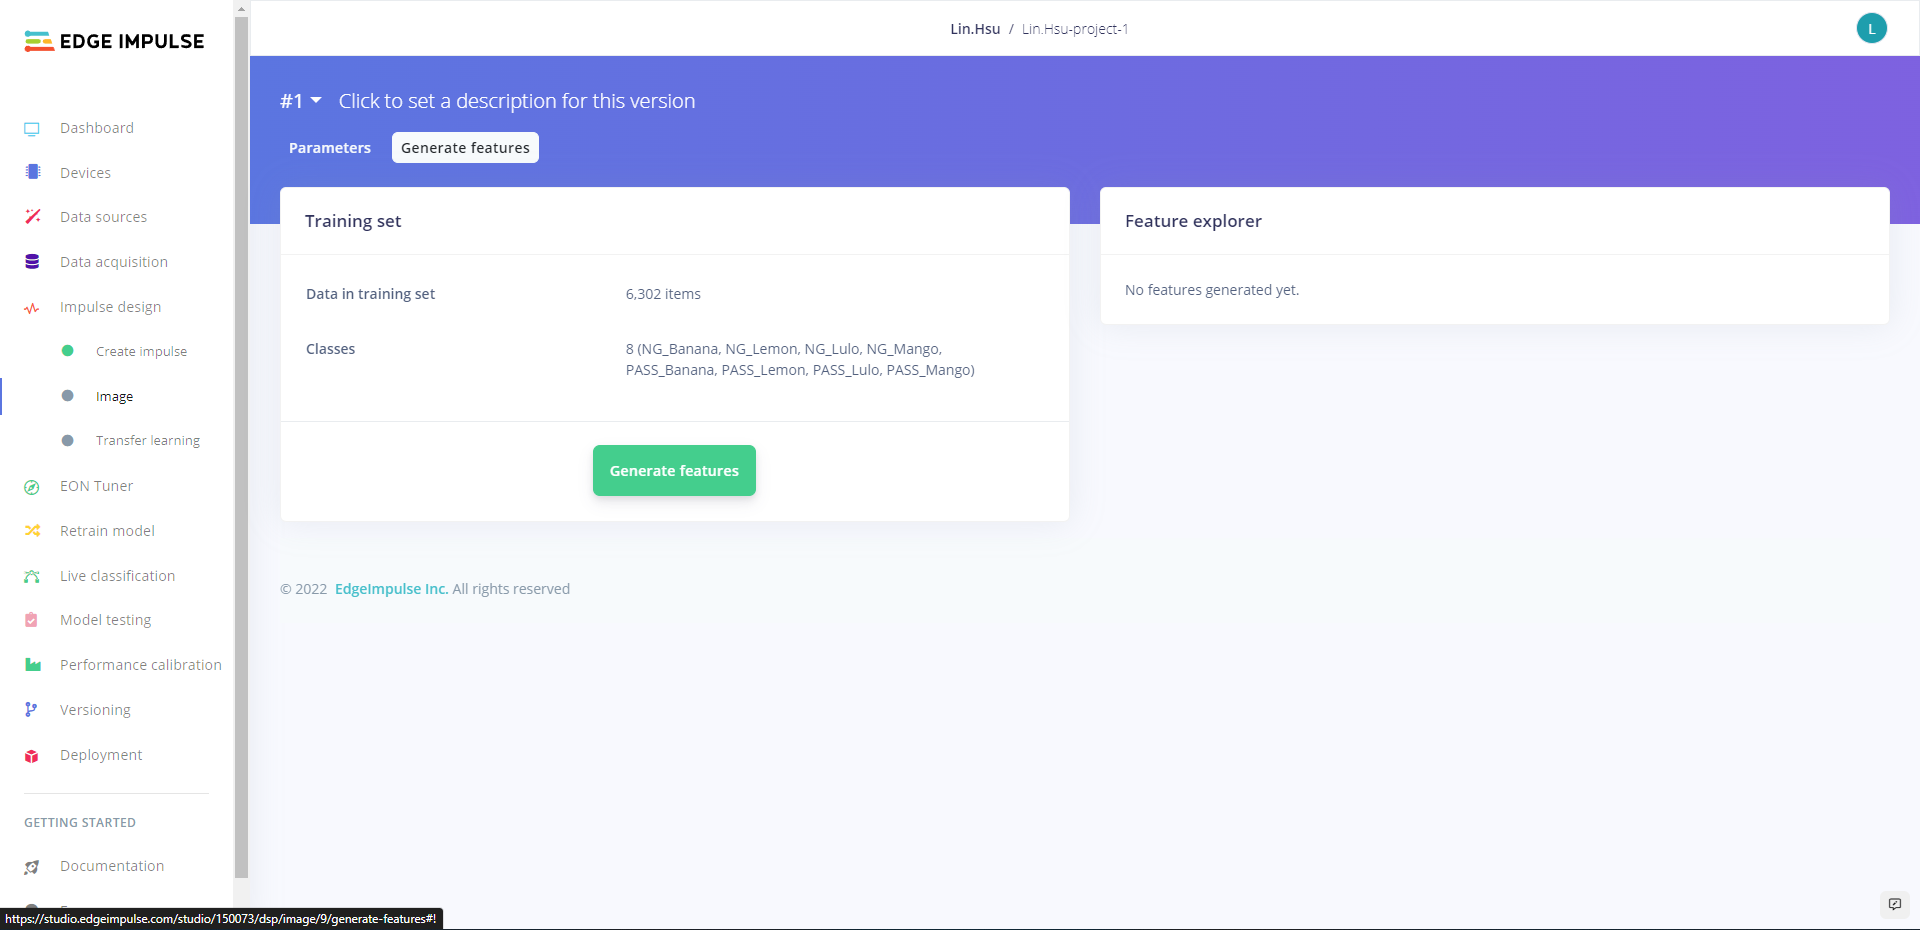 EDGE IMPULSE
Lin.Hsu / Lin.Hsu-project-1
L
#1 Click to set a description for this version
Parameters
Generate features
Dashboard
Devices
Data sources
Data acquisition
Impulse design
Create impulse
Image
Transfer learning
EON Tuner
Retrain model
Live classification
Model testing
Performance calibration
Versioning
Deployment
GETTING STARTED
Documentation
Training set
Data in training set
6,302 items
Classes
8 (NG_Banana, NG_Lemon, NG_Lulo, NG_Mango,
PASS_Banana, PASS_Lemon, PASS_Lulo, PASS_Mango)
Generate features
Feature explorer
No features generated yet.
© 2022 EdgeImpulse Inc. All rights reserved
https://studio.edgeimpulse.com/studio/150073/dsp/image/9/generate-features#!